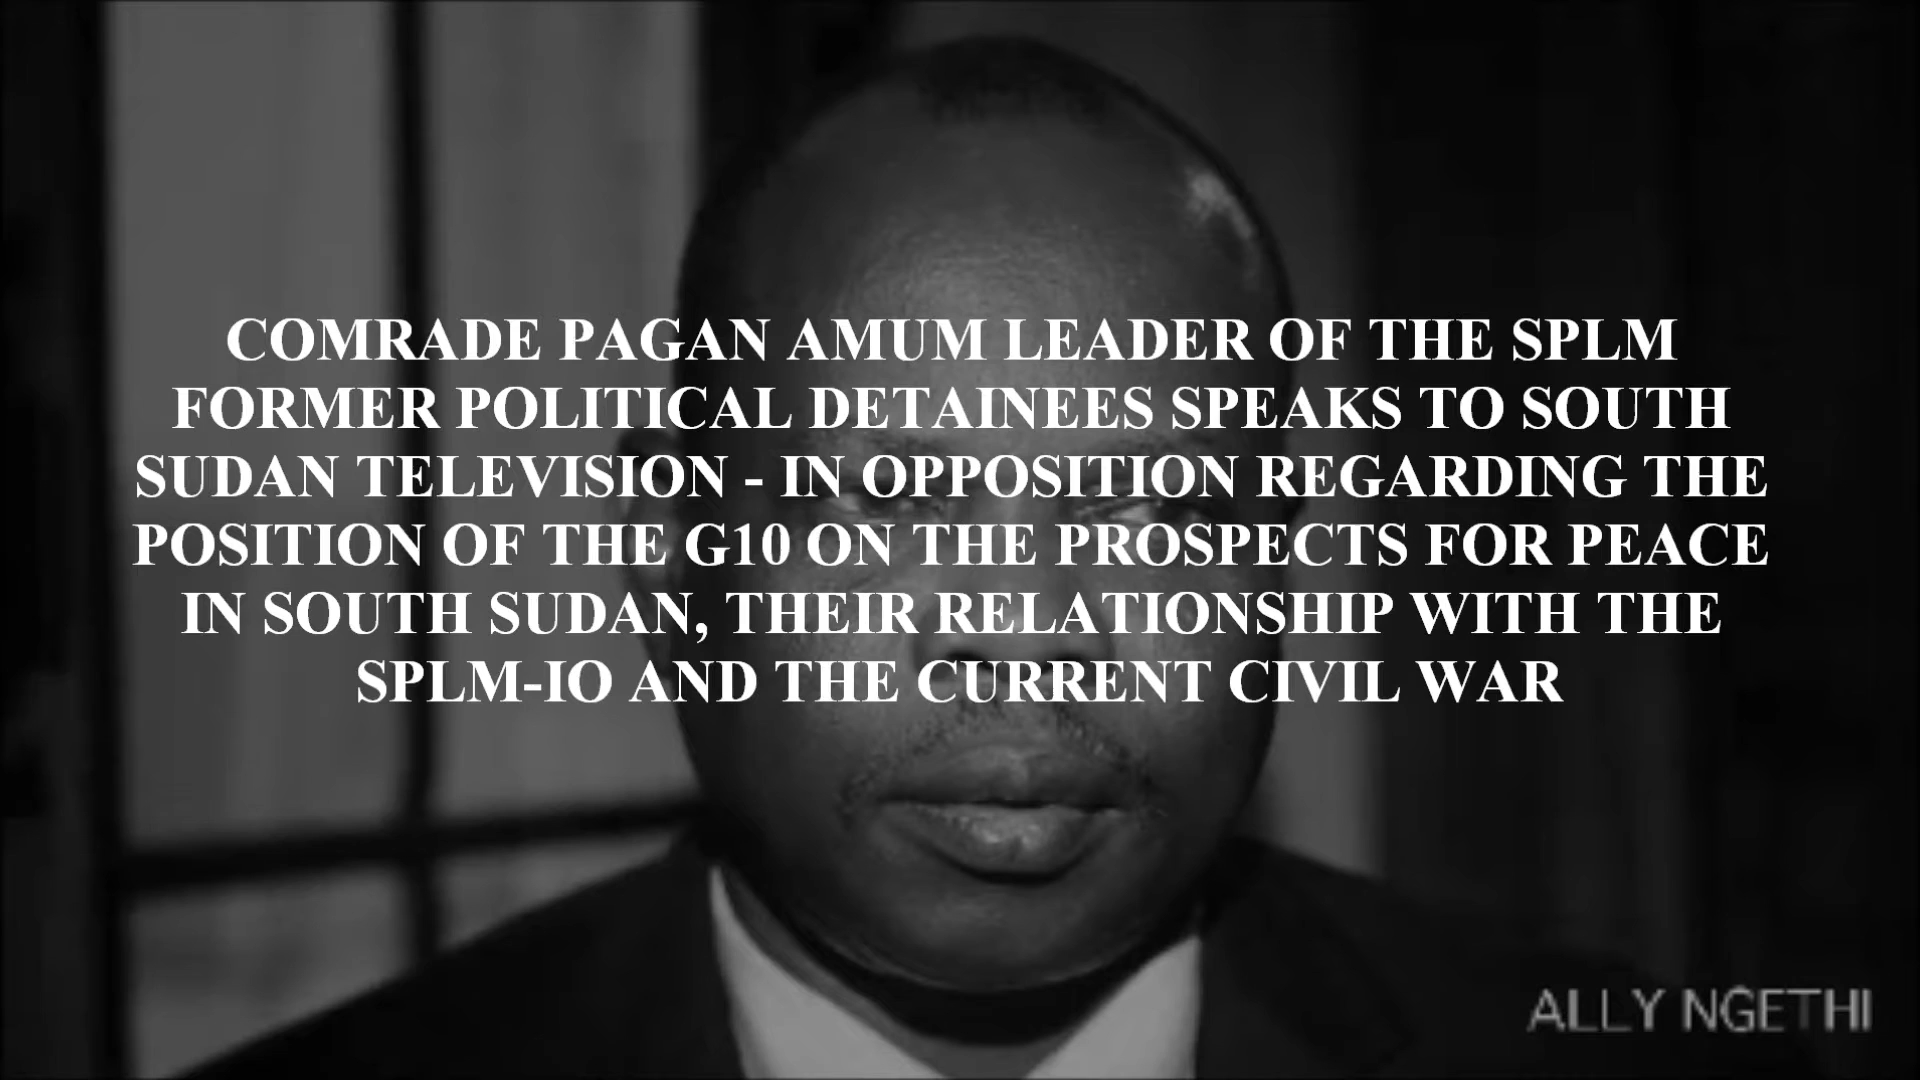 COMRADE PAGAN AMUM LEADER OF THE SPLM
FORMER POLITICAL DETAINEES SPEAKS TO SOUTH
SUDAN TELEVISION - IN OPPOSITION REGARDING THE
POSITION OF THE G10 ON THE PROSPECTS FOR PEACE
IN SOUTH SUDAN, THEIR RELATIONSHIP WITH THE
SPLM-IO AND THE CURRENT CIVIL WAR
ALLY NGETHI